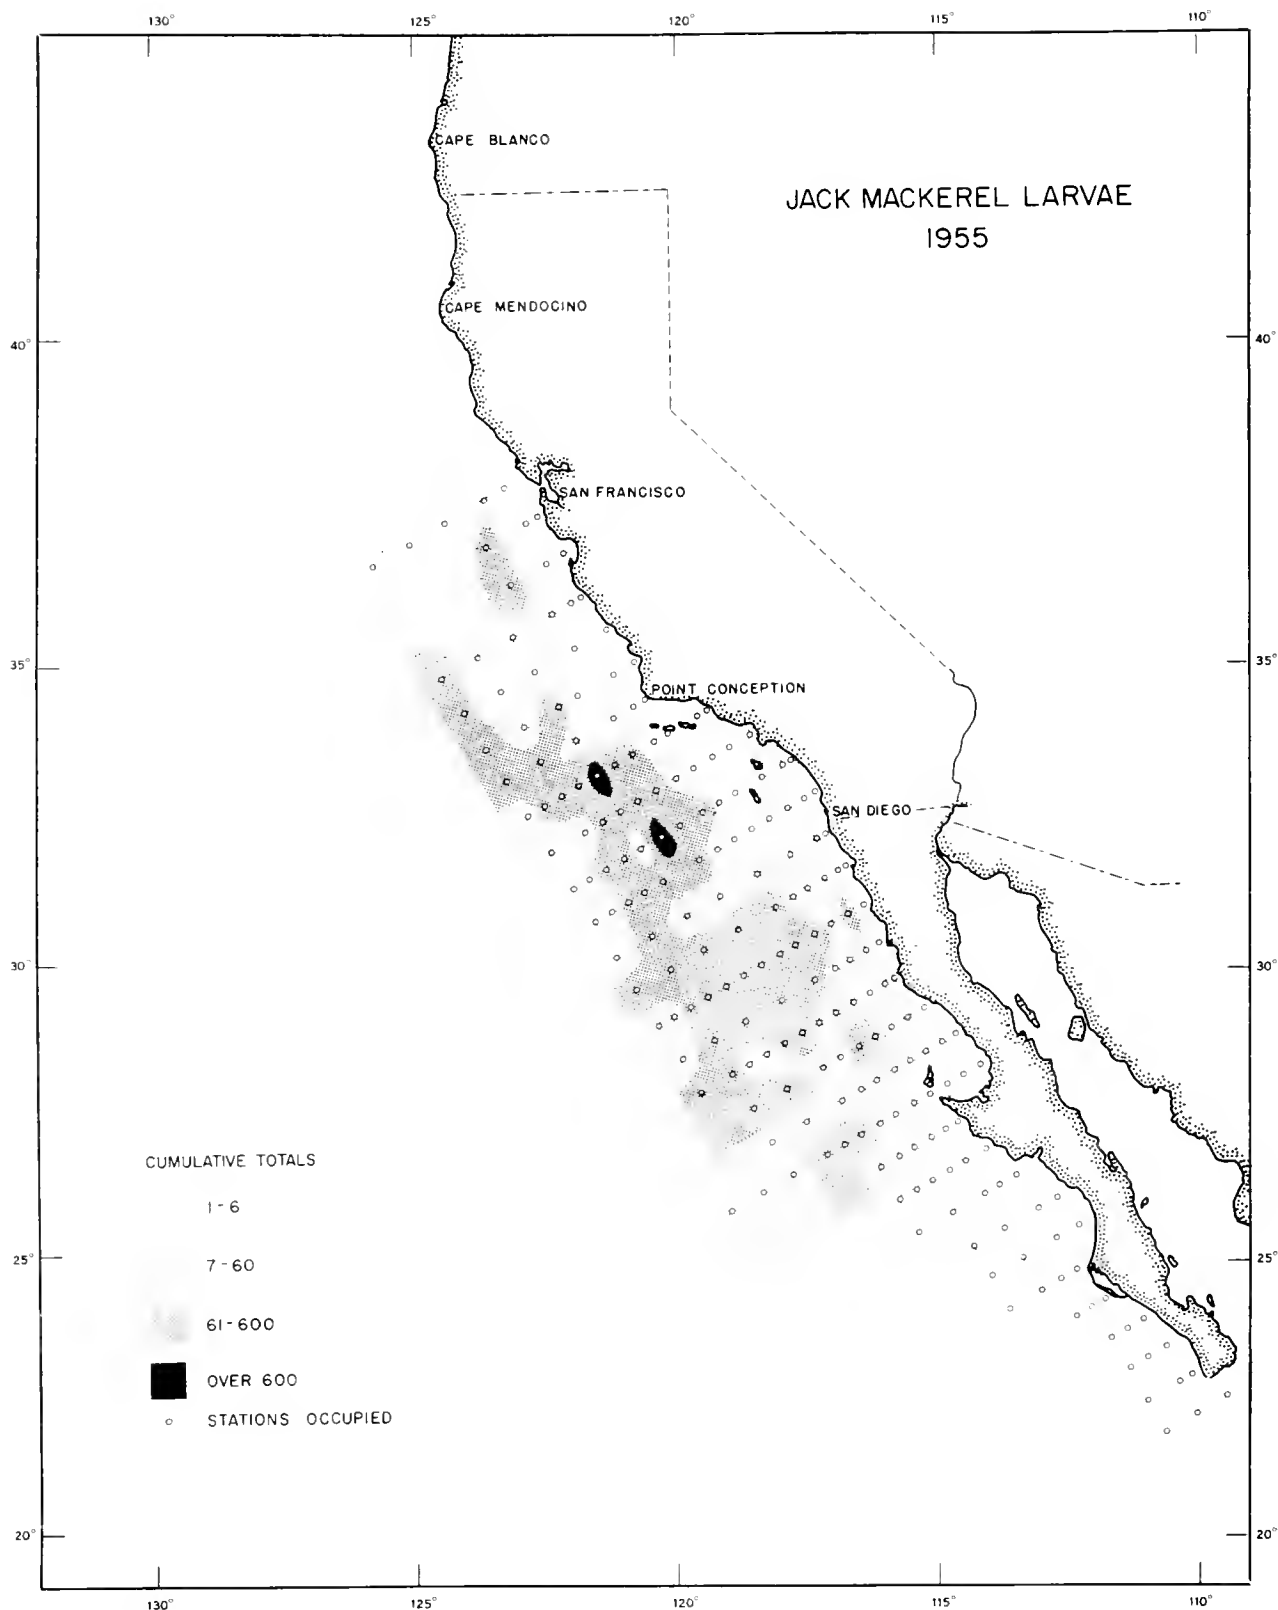 130° 125° 120° 115° 110°
CAPE BLANCO
JACK MACKEREL LARVAE
1955
CAPE MENDOCINO
40° 40°
SAN FRANCISCO
35° 35°
POINT CONCEPTION
SAN DIEGO
30° 30°
CUMULATIVE TOTALS
1-6
7-60
25° 25°
61-600
OVER 600
STATIONS OCCUPIED
20° 20°
130° 125° 120° 115° 110°